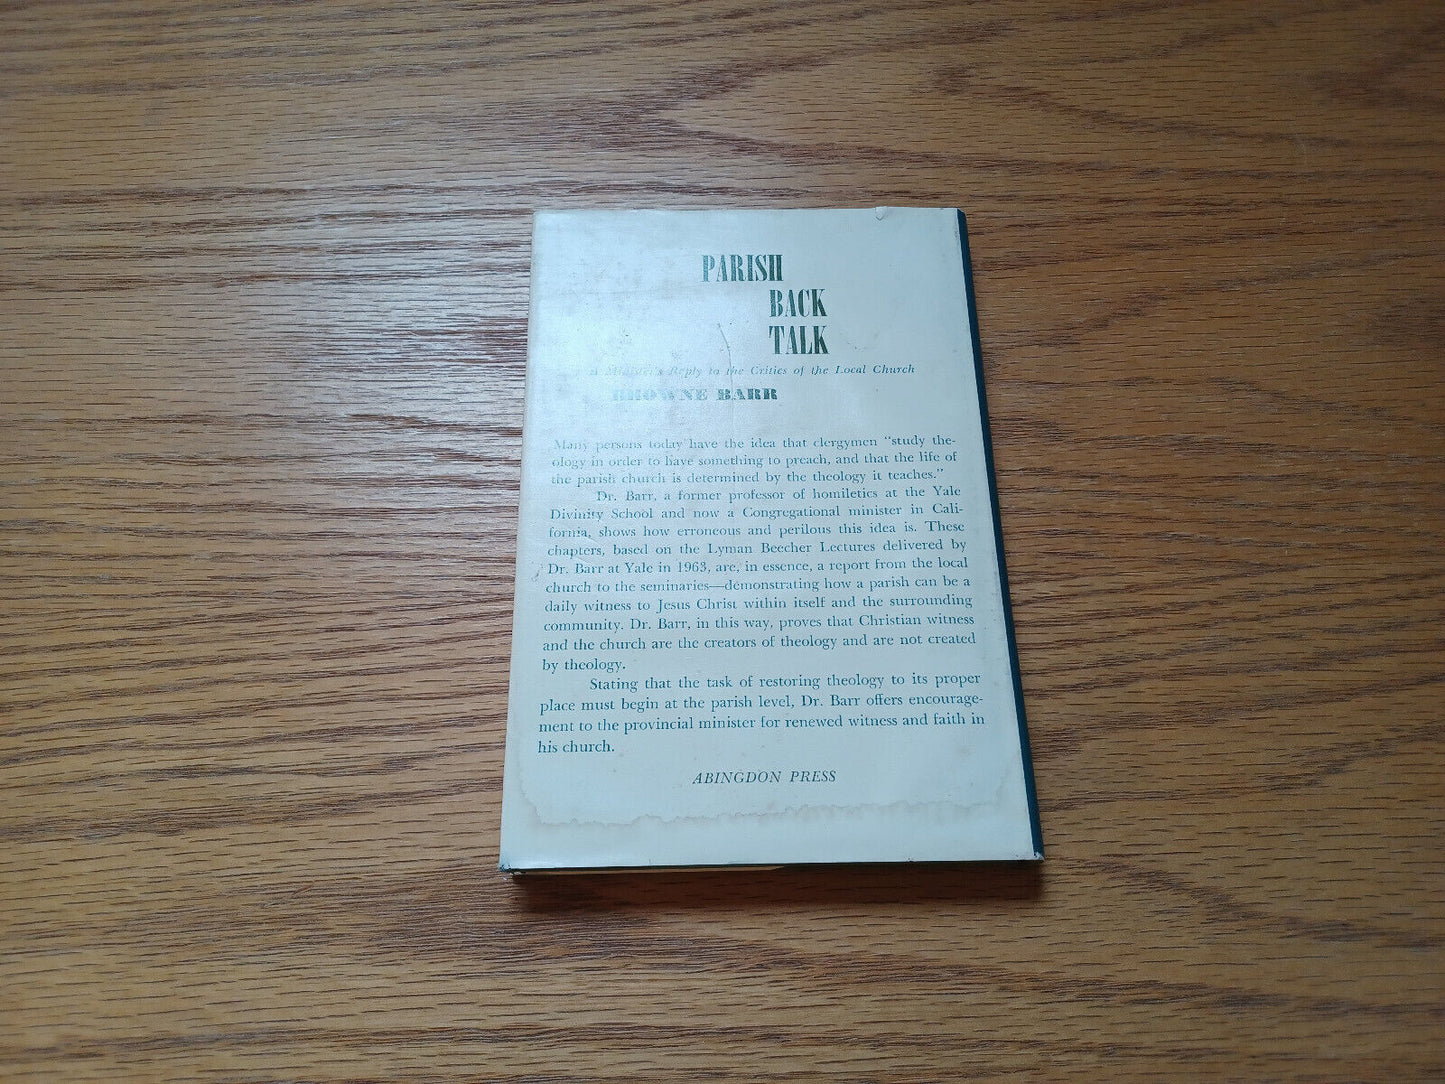 PARISH
BACK
TALK
A Minister's Reply to the Critics of the Local Church
BROWNE BARR
Many persons today have the idea that clergymen "study the-
ology in order to have something to preach, and that the life of
the parish church is determined by the theology it teaches."
Dr. Barr, a former professor of homiletics at the Yale
Divinity School and now a Congregational minister in Cali-
fornia, shows how erroneous and perilous this idea is. These
chapters, based on the Lyman Beecher Lectures delivered by
Dr. Barr at Yale in 1963, are, in essence, a report from the local
church to the seminaries—demonstrating how a parish can be a
daily witness to Jesus Christ within itself and the surrounding
community. Dr. Barr, in this way, proves that Christian witness
and the church are the creators of theology and are not created
by theology.
Stating that the task of restoring theology to its proper
place must begin at the parish level, Dr. Barr offers encourage-
ment to the provincial minister for renewed witness and faith in
his church.
ABINGDON PRESS